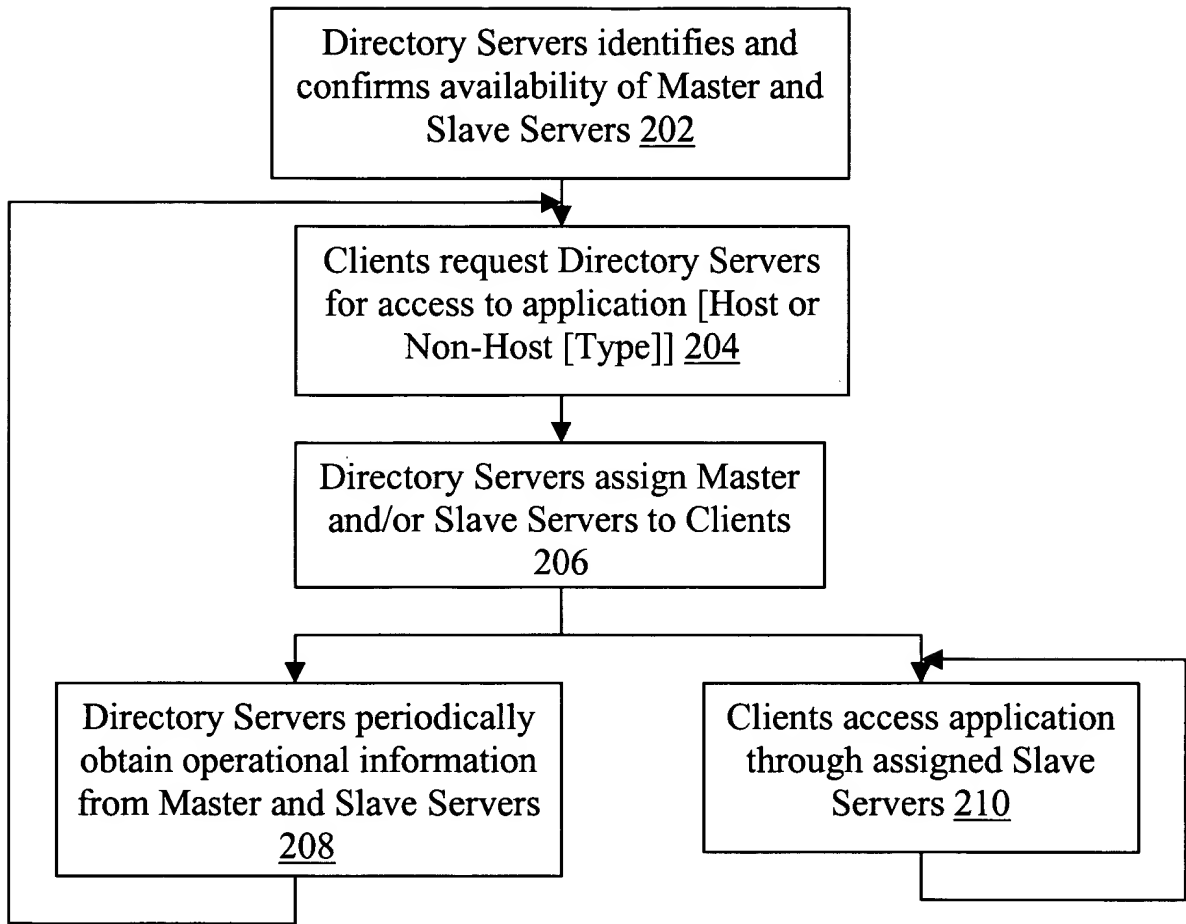 Directory Servers identifies and
confirms availability of Master and
Slave Servers 202
Clients request Directory Servers
for access to application [Host or
Non-Host [Type]] 204
Directory Servers assign Master
and/or Slave Servers to Clients
206
Directory Servers periodically
obtain operational information
from Master and Slave Servers
208
Clients access application
through assigned Slave
Servers 210